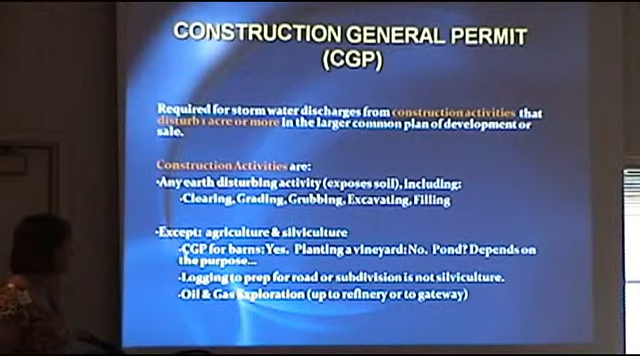 CONSTRUCTION GENERAL PERMIT
(CGP)
Required for storm water discharges from construction activities that
disturb 1 acre or more in the larger common plan of development or
sale.
Construction Activities are:
•Any earth disturbing activity (exposes soil), including:
•Clearing, Grading, Grubbing, Excavating, Filling
•Except: agriculture & silviculture
•CGP for barns: Yes. Planting a vineyard: No. Pond? Depends on
the purpose...
•Logging to prep for road or subdivision is not silviculture.
•Oil & Gas Exploration (up to refinery or to gateway)